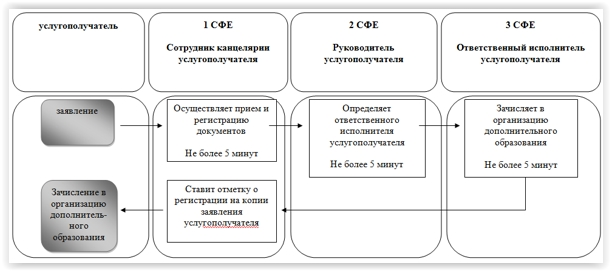 услугополучатель
1 СФЕ
Сотрудник канцелярии
услугополучателя
2 СФЕ
Руководитель
услугополучателя
3 СФЕ
Ответственный исполнитель
услугополучателя
заявление
Осуществляет прием и
регистрацию
документов
Не более 5 минут
Определяет
ответственного
исполнителя
услугополучателя
Не более 5 минут
Зачисляет в
организацию
дополнительного
образования
Не более 5 минут
Зачисление в
организацию
дополнитель-
ного
образования
Ставит отметку о
регистрации на копии
заявления
услугополучателя